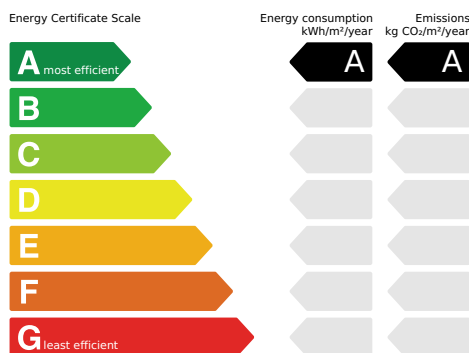 Energy Certificate Scale
Energy consumption
kWh/m²/year
Emissions
kg CO₂/m²/year
A most efficient
A
A
B
C
D
E
F
G least efficient